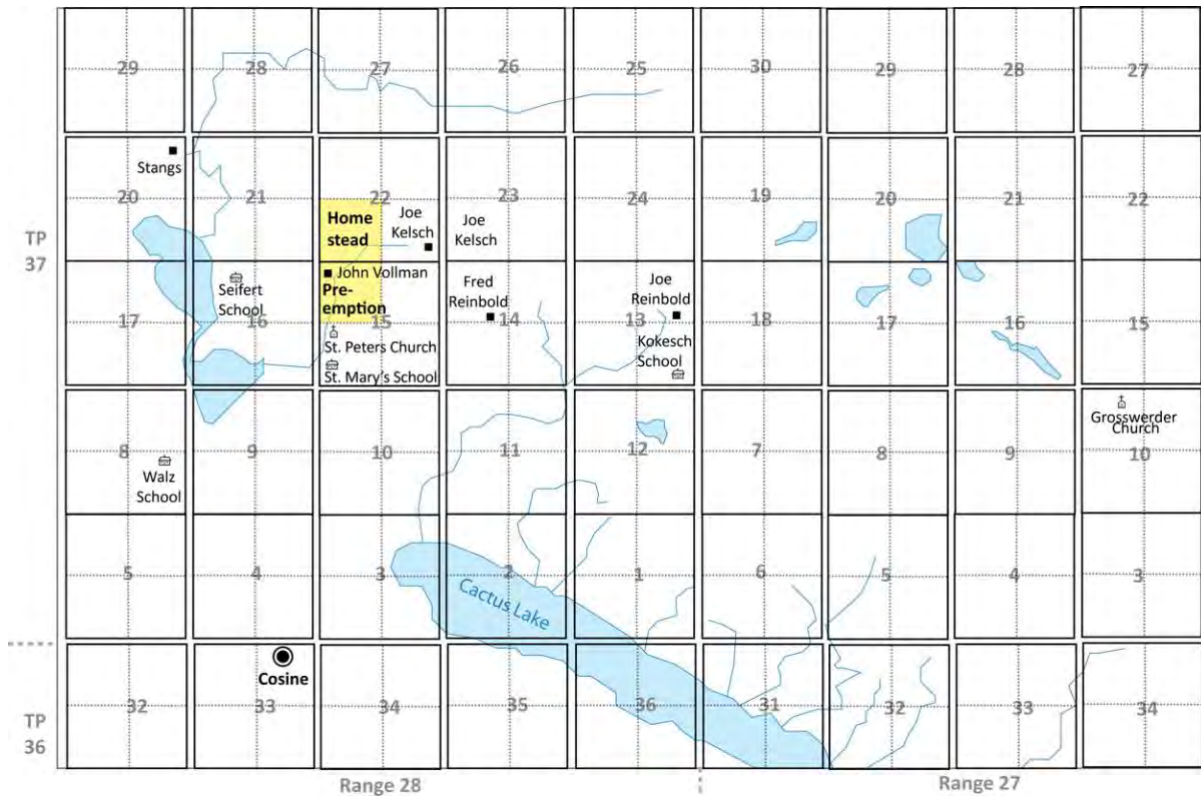 29 28 27 26 25 30 29 28 27
Stangs
20 21 22 23 24 19 20 21 22
Home
stead
Joe
Kelsch
Joe
Kelsch
TP
37
John Vollman
Pre-
emption
Seifert
School
Fred
Reinbold
Joe
Reinbold
17 16 15 14 13 18 17 16 15
St. Peters Church
St. Mary's School
Kokesch
School
Grosswerder
Church
8 9 10 11 12 7 8 9 10
Walz
School
5 4 3 2 1 6 5 4 3
Cactus Lake
Cosine
32 33 34 35 36 31 32 33 34
TP
36
Range 28
Range 27